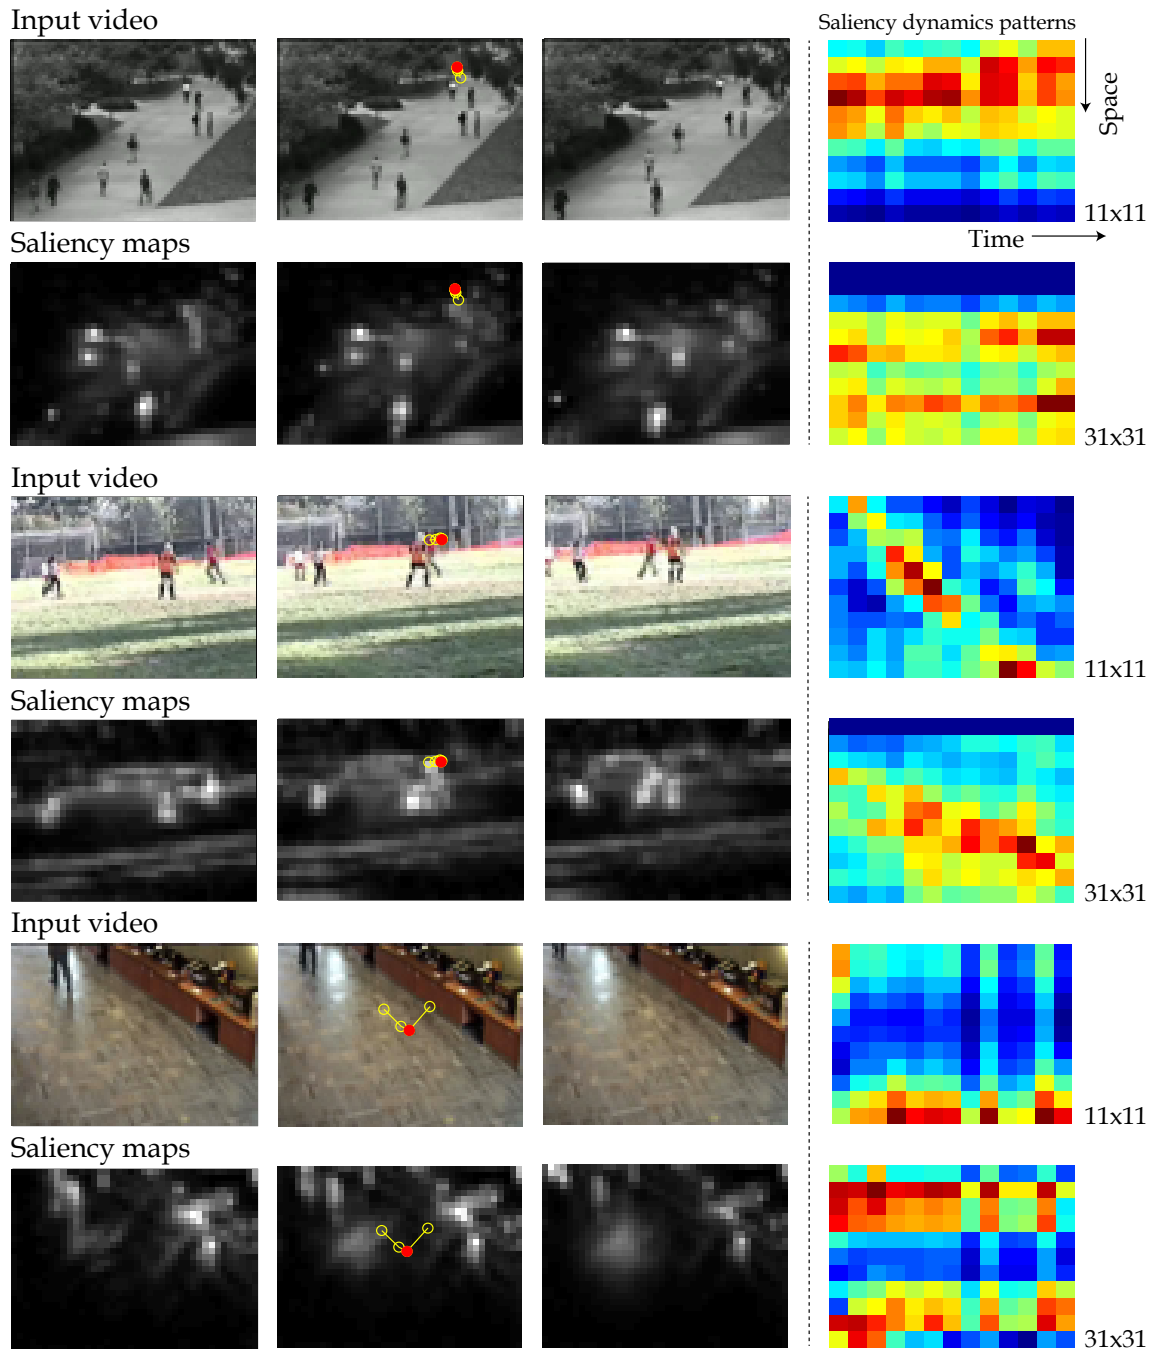 Input video
Saliency dynamics patterns
Space
11x11
Saliency maps
Time
31x31
Input video
11x11
Saliency maps
31x31
Input video
11x11
Saliency maps
31x31